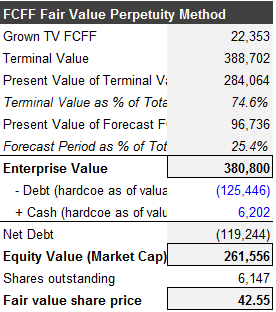 FCFF Fair Value Perpetuity Method
Grown TV FCFF 22,353
Terminal Value 388,702
Present Value of Terminal Va 284,064
Terminal Value as % of Tota 74.6%
Present Value of Forecast F 96,736
Forecast Period as % of Tot 25.4%
Enterprise Value 380,800
- Debt (hardcoe as of valua (125,446)
+ Cash (hardcoe as of valu 6,202
Net Debt (119,244)
Equity Value (Market Cap) 261,556
Shares outstanding 6,147
Fair value share price 42.55